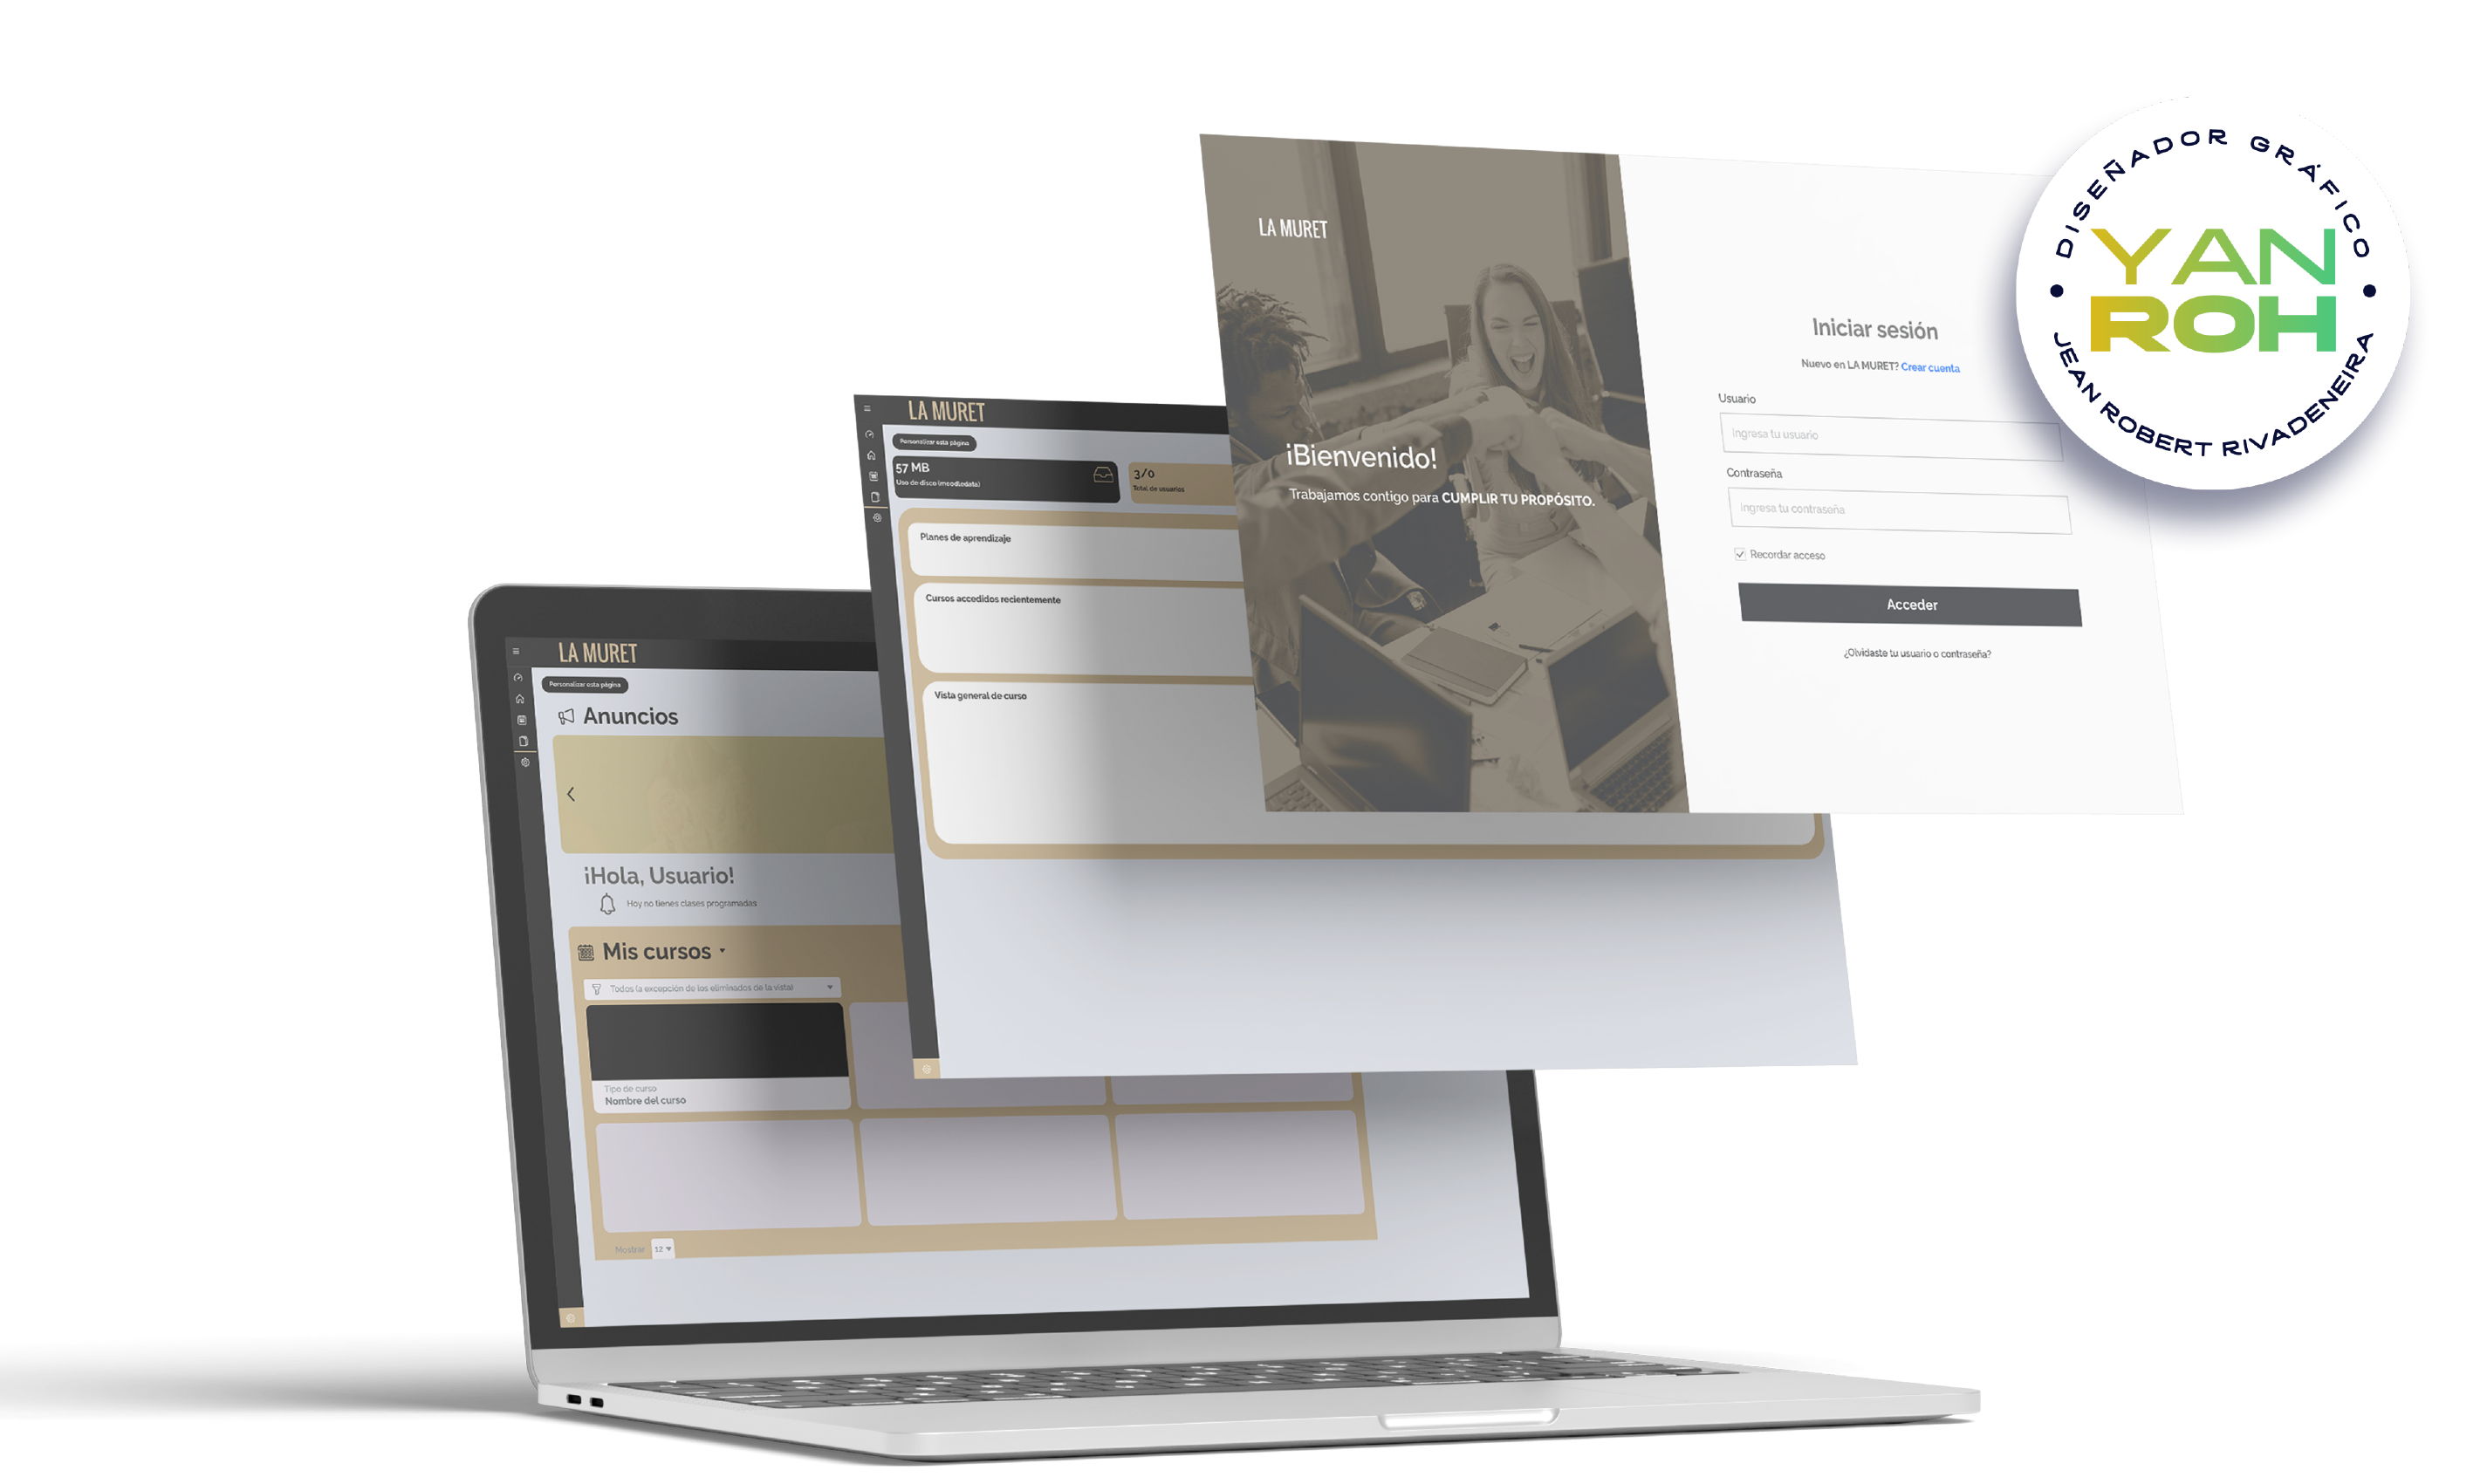 DISEÑADOR GRÁFICO
YAN
ROH
JEAN ROBERT RIVADENEIRA
LA MURET
¡Bienvenido!
Trabajamos contigo para CUMPLIR TU PROPÓSITO.
Iniciar sesión
Nuevo en LA MURET? Crear cuenta
Usuario
Ingresa tu usuario
Contraseña
Ingresa tu contraseña
Recordar acceso
Acceder
¿Olvidaste tu usuario o contraseña?
LA MURET
Personalizar esta página
57 MB
Uso de disco (moodledata)
3/0
Total de usuarios
Planes de aprendizaje
Cursos accedidos recientemente
Vista general de curso
LA MURET
Personalizar esta página
Anuncios
¡Hola, Usuario!
Hoy no tienes clases programadas
Mis cursos
Todos (a excepción de los eliminados de la vista)
Tipo de curso
Nombre del curso
Mostrar 12